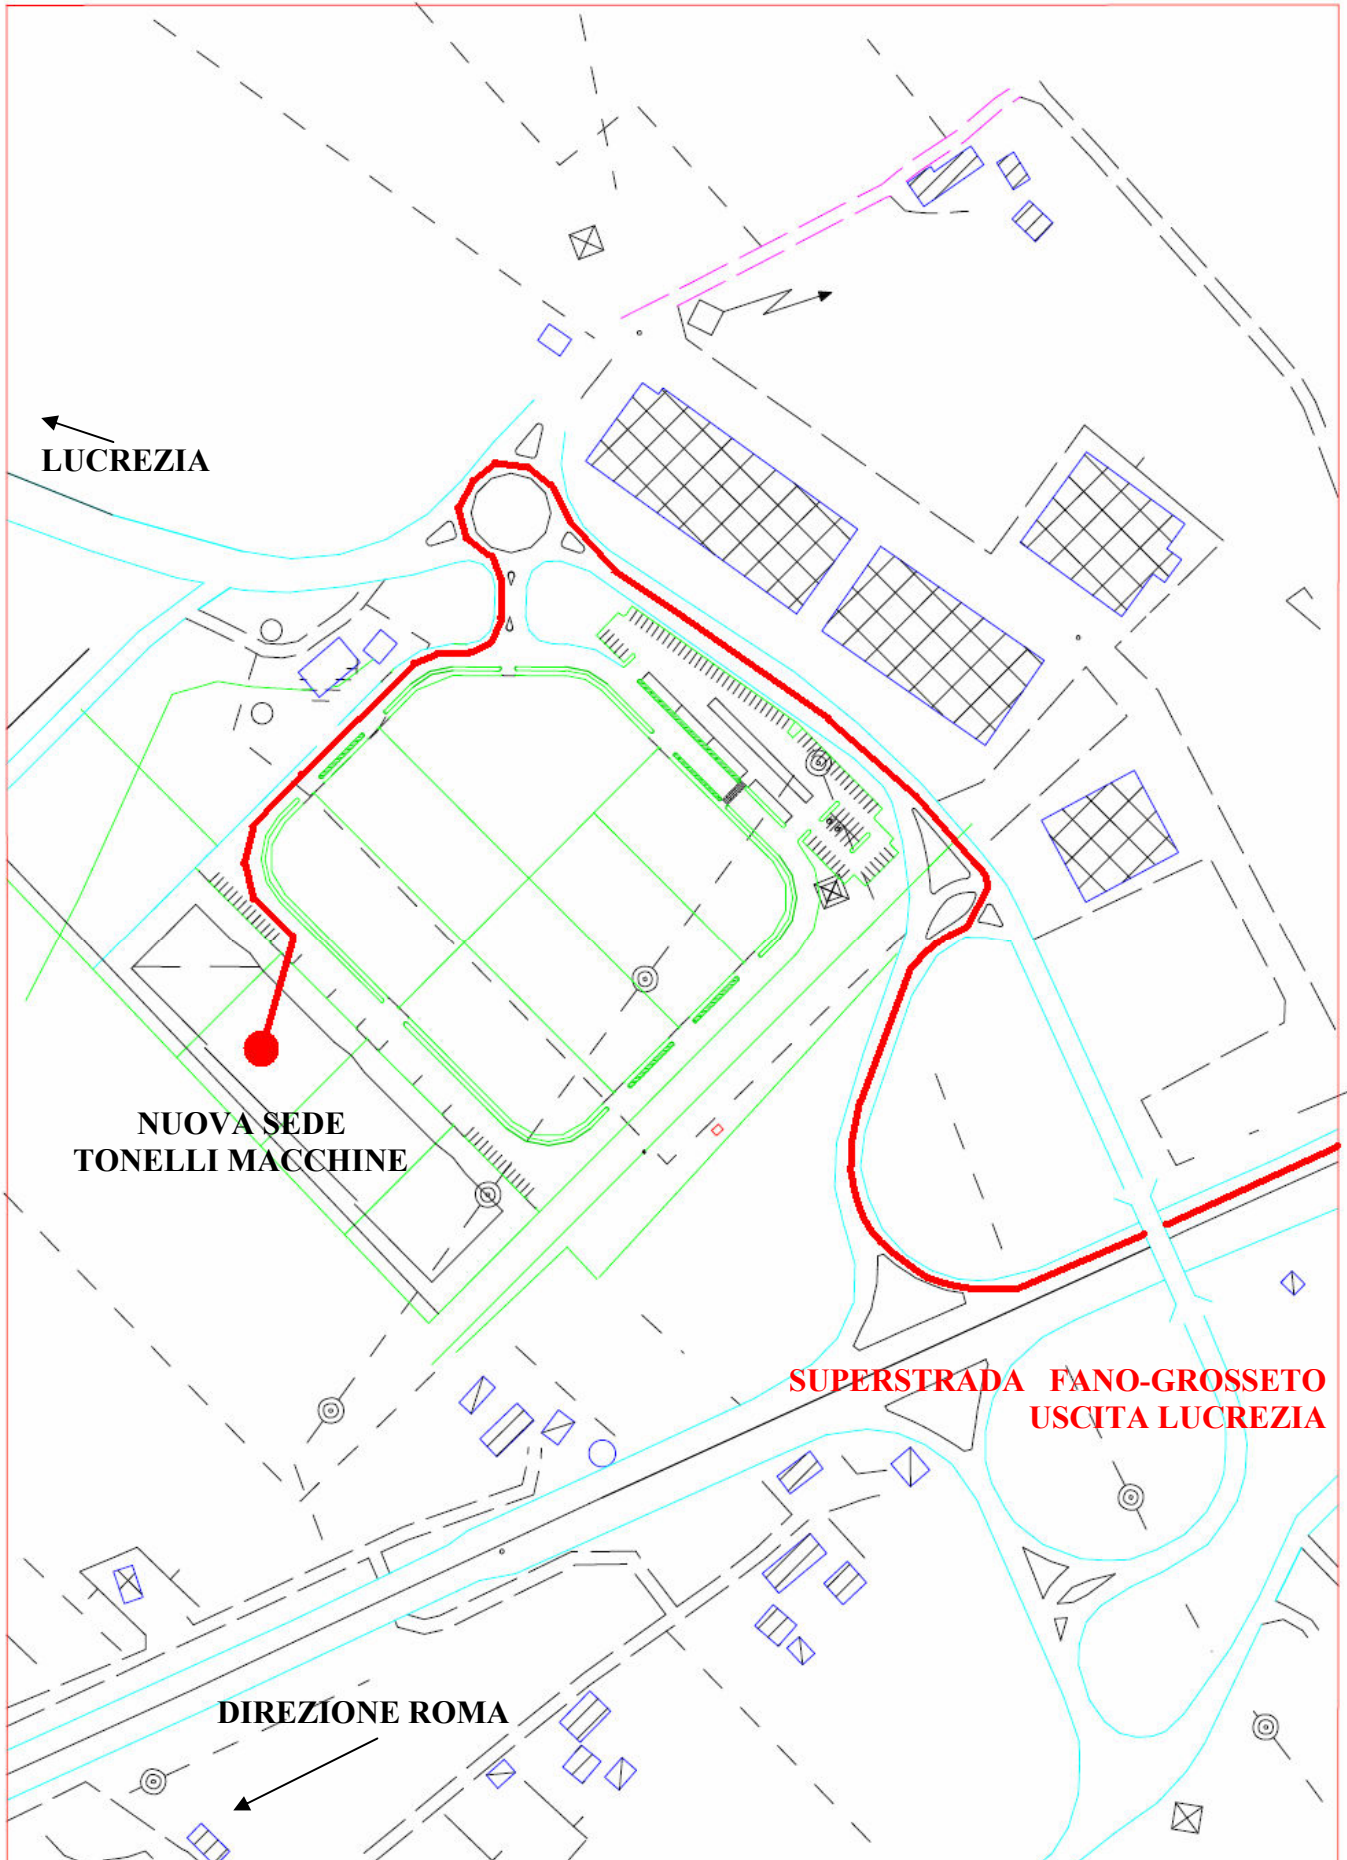 LUCREZIA
NUOVA SEDE
TONELLI MACCHINE
SUPERSTRADA FANO-GROSSETO
USCITA LUCREZIA
DIREZIONE ROMA